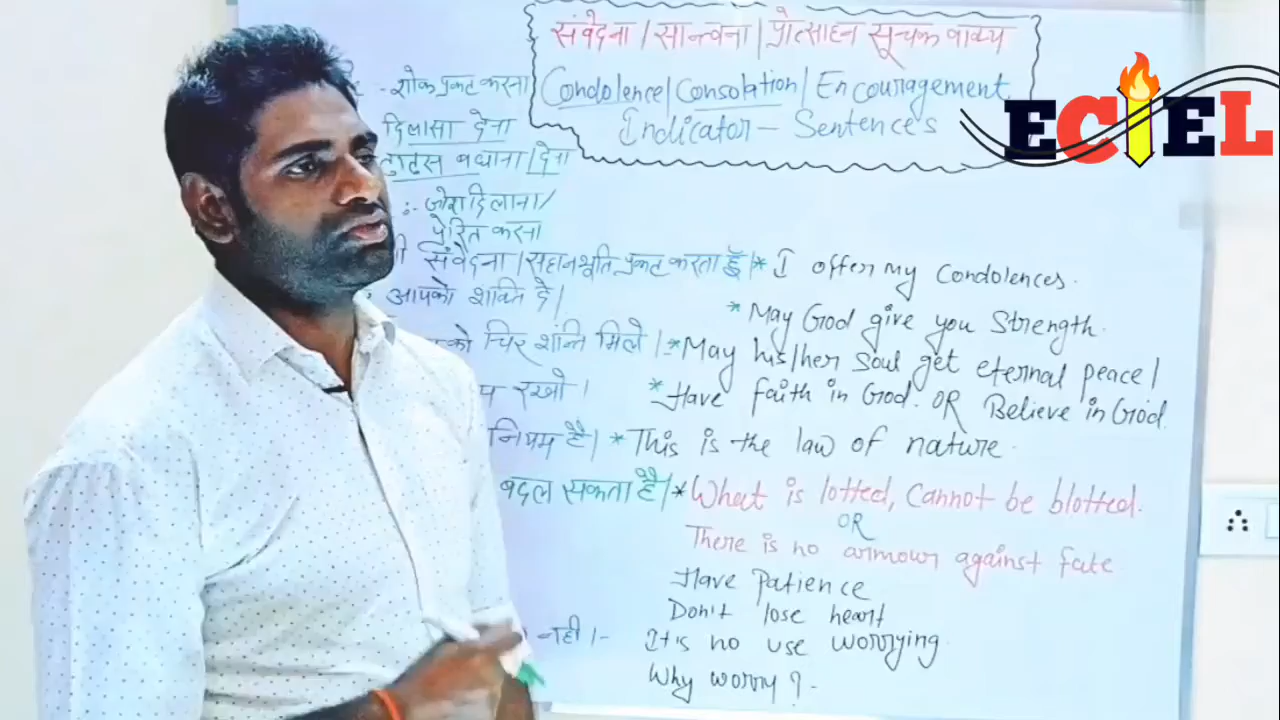 संवेदना / सान्त्वना / प्रोत्साहन सूचक वाक्य
Condolence / Consolation / Encouragement
Indicator – Sentences
ECIEL
:- शोक प्रकट करना
दिलासा देना
बधाना / देना
:- जोश दिलाना /
प्रेरित करना
संवेदना / सहानभूति प्रकट करता हूँ। * I offer my Condolences.
आपको शक्ति दे।
* May God give you Strength.
को चिर शान्ति मिले। * May his/her Soul get eternal peace /
रखो। * Have faith in God. OR Believe in God.
नियम है। * This is the law of nature.
बदल सकता है। * What is lotted, Cannot be blotted.
OR
There is no armour against fate
Have Patience
Don't lose heart
नही।- It is no use worrying.
Why worry ?-